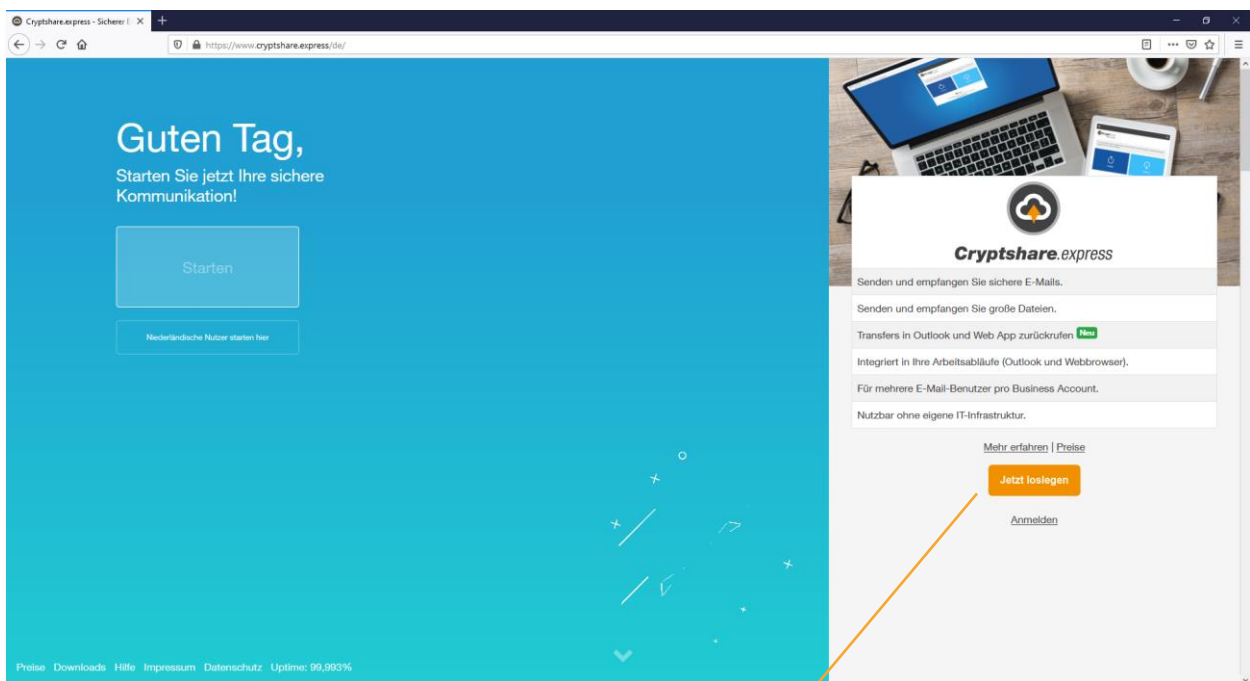 Cryptshare.express - Sicherer E
https://www.cryptshare.express/de/
Guten Tag,
Starten Sie jetzt Ihre sichere
Kommunikation!
Starten
Niederländische Nutzer starten hier
Preise Downloads Hilfe Impressum Datenschutz Uptime: 99,993%
Cryptshare.express
Senden und empfangen Sie sichere E-Mails.
Senden und empfangen Sie große Dateien.
Transfers in Outlook und Web App zurückrufen Neu
Integriert in Ihre Arbeitsabläufe (Outlook und Webbrowser).
Für mehrere E-Mail-Benutzer pro Business Account.
Nutzbar ohne eigene IT-Infrastruktur.
Mehr erfahren | Preise
Jetzt loslegen
Anmelden